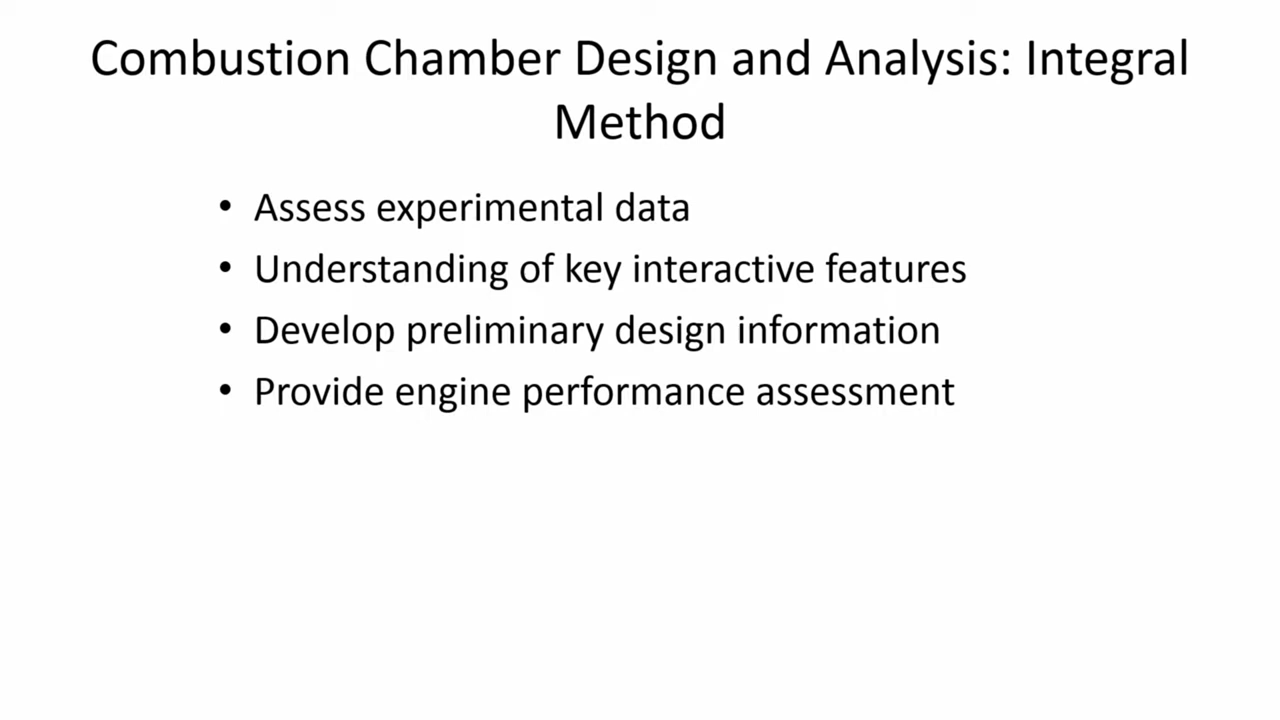 Combustion Chamber Design and Analysis: Integral
Method
• Assess experimental data
• Understanding of key interactive features
• Develop preliminary design information
• Provide engine performance assessment